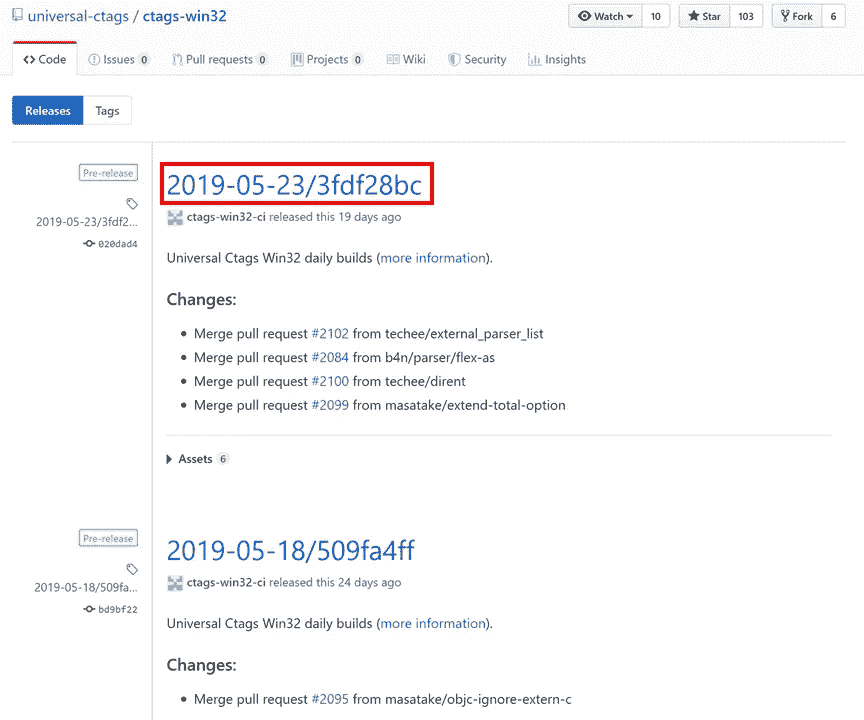 universal-ctags / ctags-win32
Watch 10 Star 103 Fork 6
Code Issues 0 Pull requests 0 Projects 0 Wiki Security Insights
Releases Tags
Pre-release
2019-05-23/3fdf2...
020dad4
2019-05-23/3fdf28bc
ctags-win32-ci released this 19 days ago
Universal Ctags Win32 daily builds (more information).
Changes:
Merge pull request #2102 from techee/external_parser_list
Merge pull request #2084 from b4n/parser/flex-as
Merge pull request #2100 from techee/dirent
Merge pull request #2099 from masatake/extend-total-option
Assets 6
Pre-release
2019-05-18/509fa...
bd9bf22
2019-05-18/509fa4ff
ctags-win32-ci released this 24 days ago
Universal Ctags Win32 daily builds (more information).
Changes:
Merge pull request #2095 from masatake/objc-ignore-extern-c